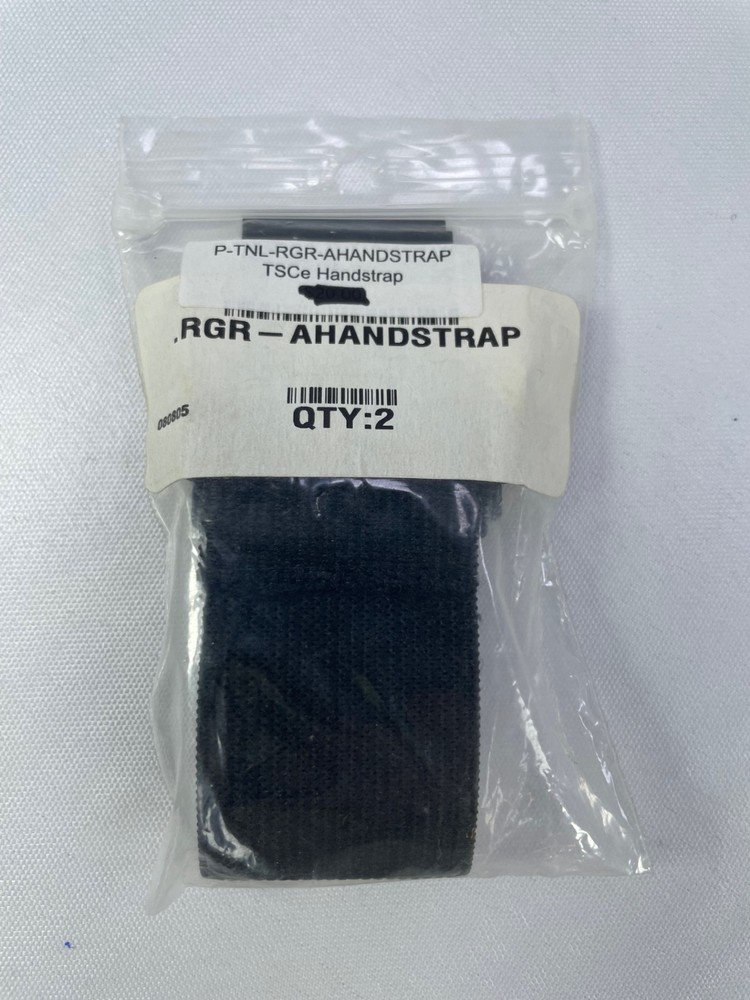 P-TNL-RGR-AHANDSTRAP
TSCe Handstrap
.RGR-AHANDSTRAP
QTY:2
080805